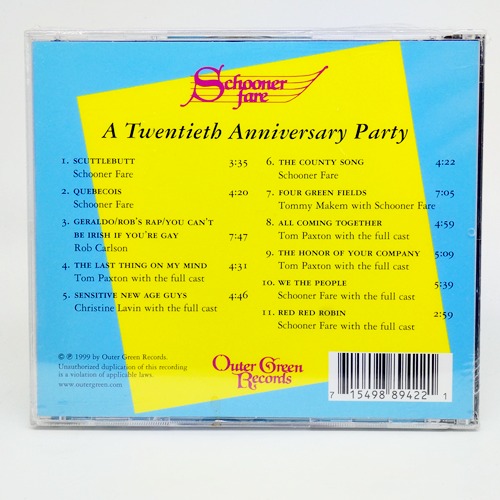 Schooner
fare
A Twentieth Anniversary Party
1. SCUTTLEBUTT 3:35
Schooner Fare
2. QUEBECOIS 4:20
Schooner Fare
3. GERALDO/ROB'S RAP/YOU CAN'T
BE IRISH IF YOU'RE GAY 7:47
Rob Carlson
4. THE LAST THING ON MY MIND 4:31
Tom Paxton with the full cast
5. SENSITIVE NEW AGE GUYS 4:46
Christine Lavin with the full cast
6. THE COUNTY SONG 4:22
Schooner Fare
7. FOUR GREEN FIELDS 7:05
Tommy Makem with Schooner Fare
8. ALL COMING TOGETHER 4:59
Tom Paxton with the full cast
9. THE HONOR OF YOUR COMPANY 5:09
Tom Paxton with the full cast
10. WE THE PEOPLE 5:39
Schooner Fare with the full cast
11. RED RED ROBIN 2:59
Schooner Fare with the full cast
© ℗ 1999 by Outer Green Records.
Unauthorized duplication of this recording
is a violation of applicable laws.
www.outergreen.com
Outer Green
Records
7 15498 89422 1